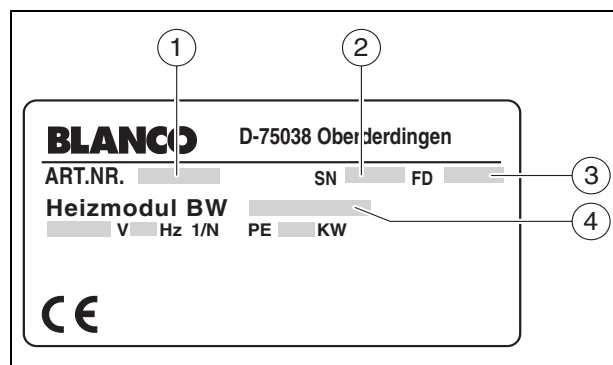 1 2
BLANCO D-75038 Oberderdingen
ART.NR. SN FD 3
Heizmodul BW 4
V Hz 1/N PE KW
CE